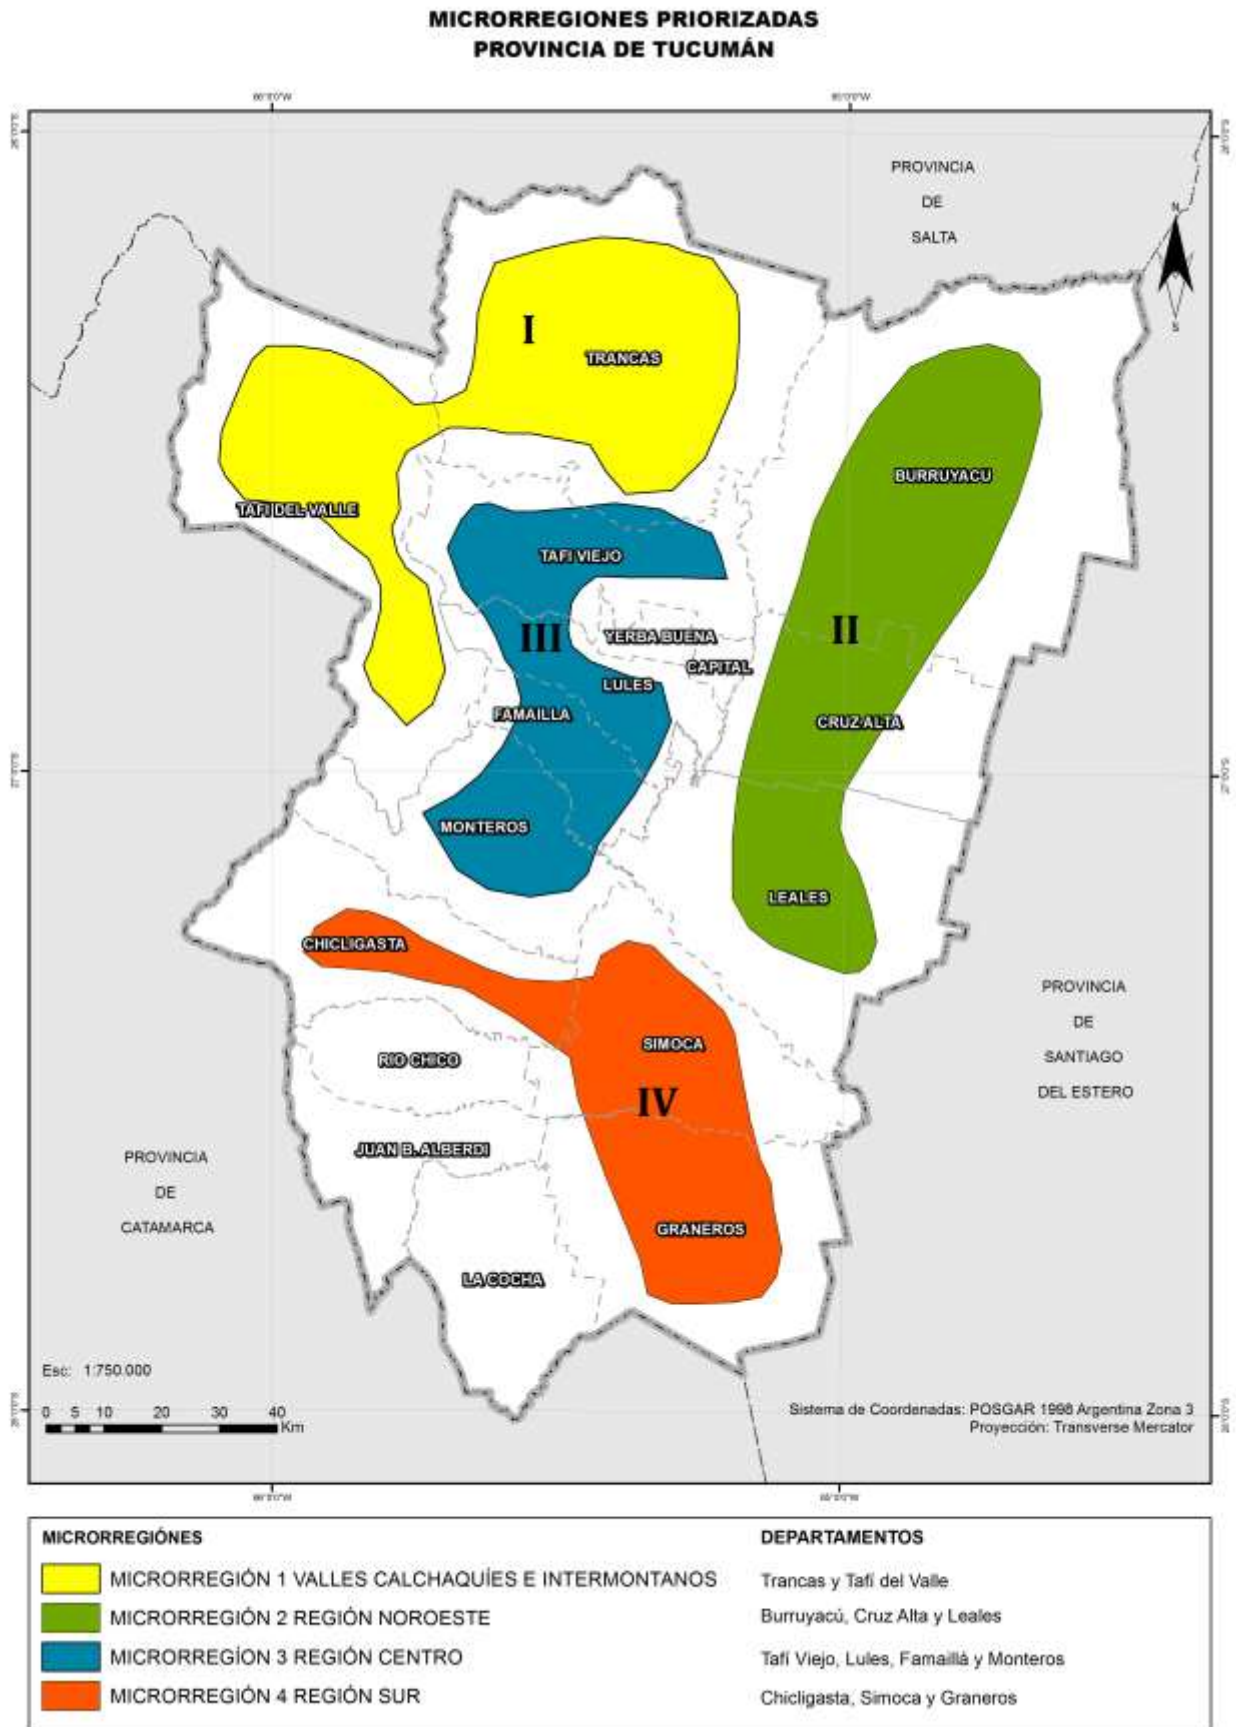 MICRORREGIONES PRIORIZADAS
PROVINCIA DE TUCUMÁN
PROVINCIA
DE
SALTA
N
S
I
TRANCAS
BURRUYACU
TAFI DEL VALLE
TAFI VIEJO
III
YERBA BUENA
II
CAPITAL
LULES
FAMAILLA
CRUZ ALTA
MONTEROS
LEALES
CHICLIGASTA
PROVINCIA
DE
SANTIAGO
DEL ESTERO
SIMOCA
RIO CHICO
IV
JUAN B. ALBERDI
PROVINCIA
DE
CATAMARCA
GRANEROS
LA COCHA
Esc: 1:750.000
0 5 10 20 30 40
Km
Sistema de Coordenadas: POSGAR 1998 Argentina Zona 3
Proyección: Transverse Mercator
MICRORREGIÓNES DEPARTAMENTOS
MICRORREGIÓN 1 VALLES CALCHAQUÍES E INTERMONTANOS Trancas y Tafí del Valle
MICRORREGIÓN 2 REGIÓN NOROESTE Burruyacú, Cruz Alta y Leales
MICRORREGÍON 3 REGIÓN CENTRO Tafí Viejo, Lules, Famaillà y Monteros
MICRORREGIÓN 4 REGIÓN SUR Chicligasta, Simoca y Graneros